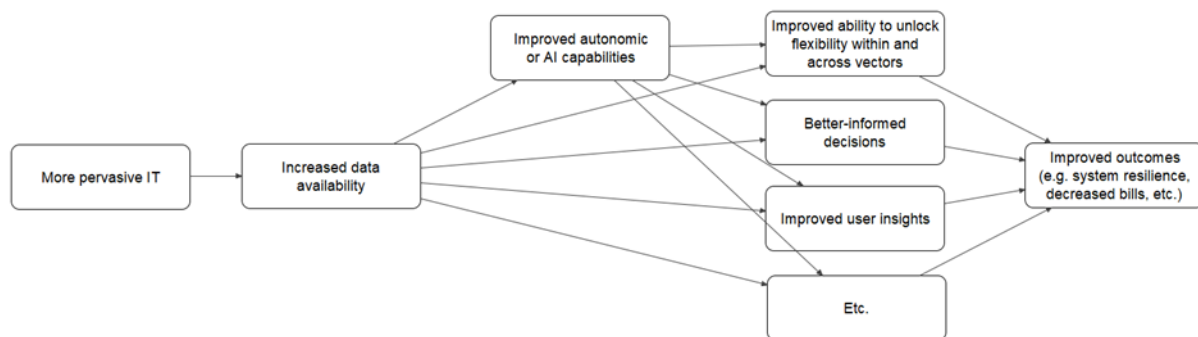 More pervasive IT
Increased data
availability
Improved autonomic
or AI capabilities
Improved ability to unlock
flexibility within and
across vectors
Better-informed
decisions
Improved user insights
Etc.
Improved outcomes
(e.g. system resilience,
decreased bills, etc.)